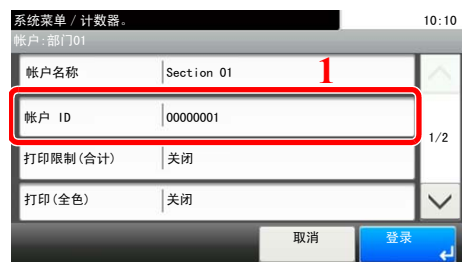 系统菜单 / 计数器。 10:10
帐户:部门01
1
帐户名称 Section 01
帐户 ID 00000001
1/2
打印限制(合计) 关闭
打印(全色) 关闭
取消 登录